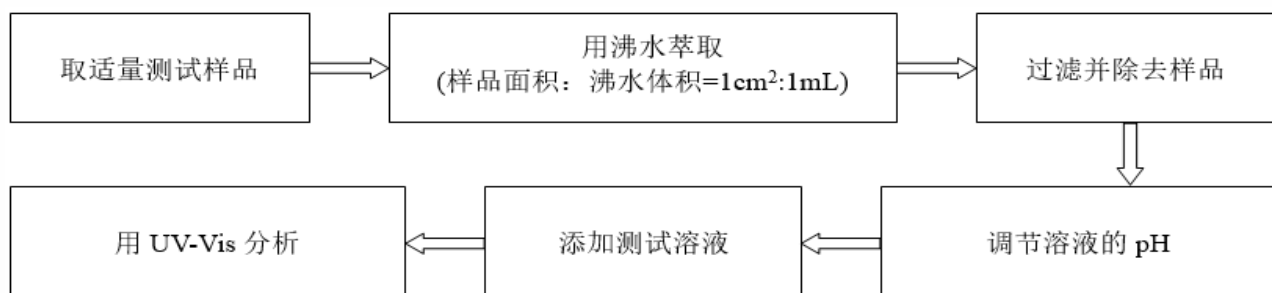 取适量测试样品
用沸水萃取
(样品面积：沸水体积=1cm²:1mL)
过滤并除去样品
调节溶液的 pH
添加测试溶液
用 UV-Vis 分析